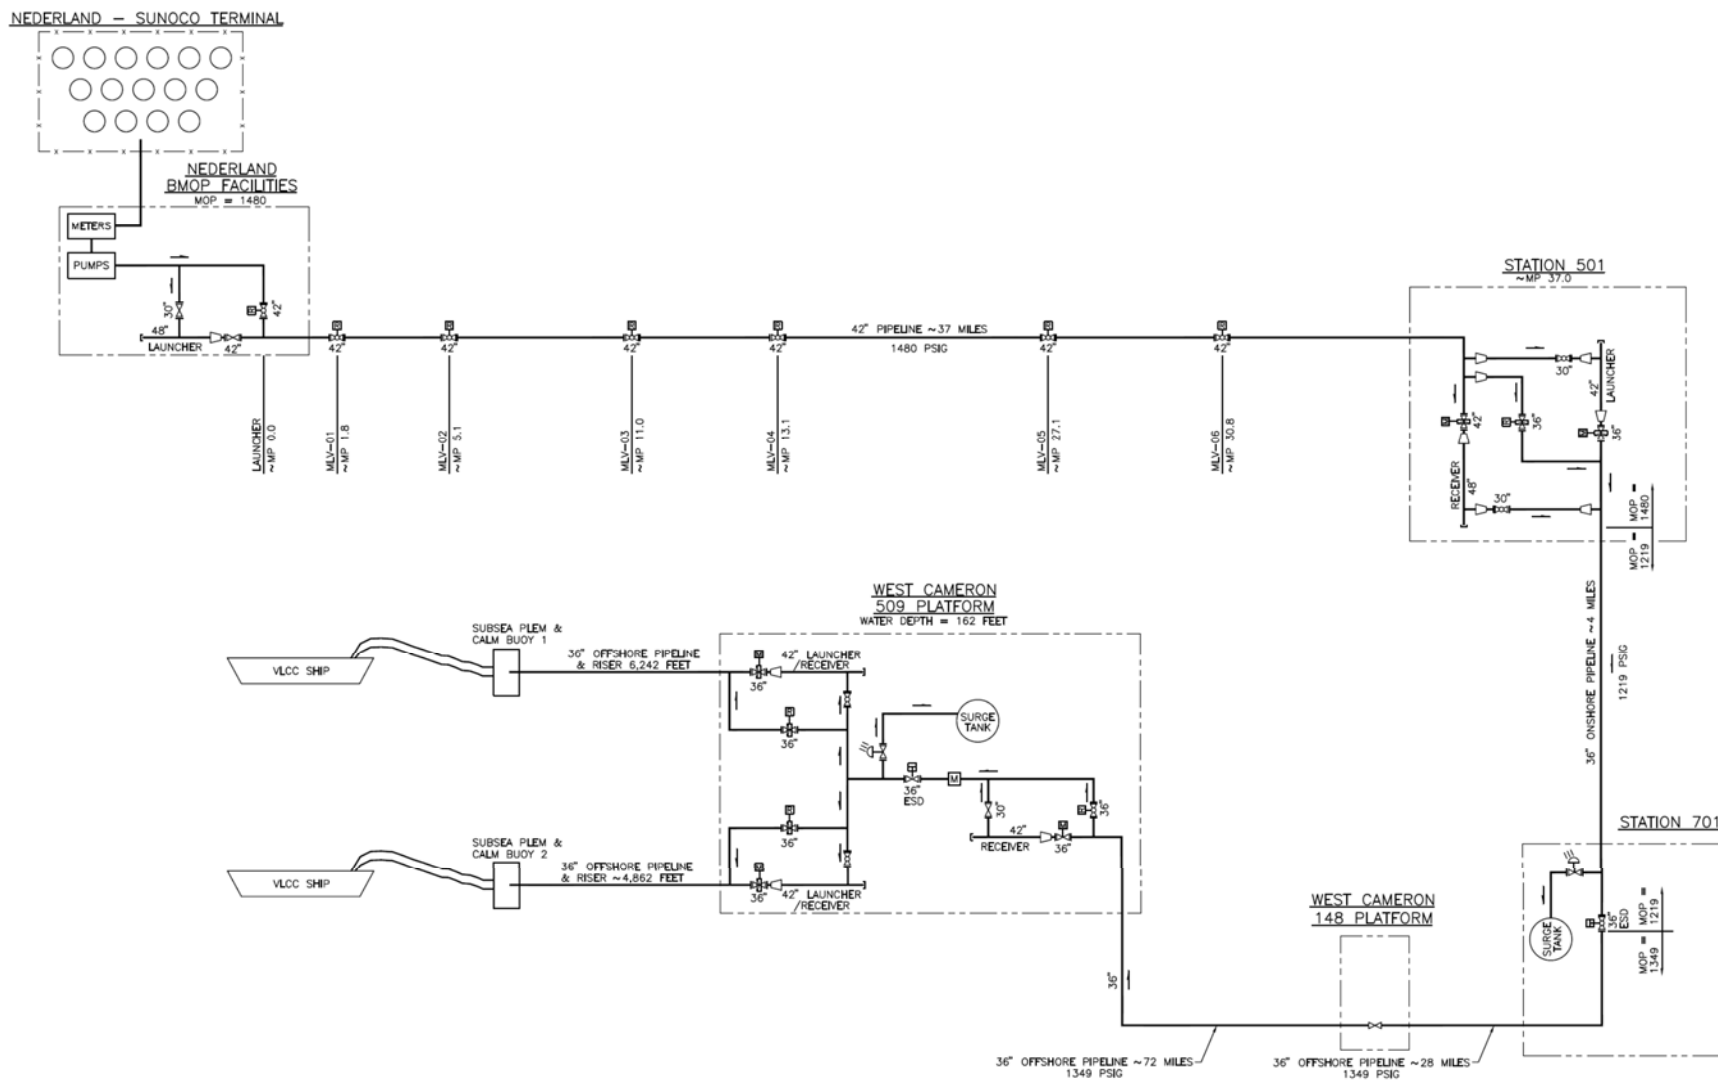 NEDERLAND – SUNOCO TERMINAL
NEDERLAND
BMOP FACILITIES
MOP = 1480
METERS
PUMPS
30"
42"
48"
LAUNCHER
42"
42"
42"
42"
42"
42" PIPELINE ~37 MILES
1480 PSIG
42"
42"
LAUNCHER
~MP 0.0
MLV-01
~MP 1.8
MLV-02
~MP 5.1
MLV-03
~MP 11.0
MLV-04
~MP 13.1
MLV-05
~MP 27.1
MLV-06
~MP 30.8
STATION 501
~MP 37.0
30"
42"
LAUNCHER
42"
36"
36"
RECEIVER
48"
30"
MOP =
1480
MOP =
1219
36" ONSHORE PIPELINE ~4 MILES
1219 PSIG
WEST CAMERON
509 PLATFORM
WATER DEPTH = 162 FEET
SUBSEA PLEM &
CALM BUOY 1
VLCC SHIP
36" OFFSHORE PIPELINE
& RISER 6,242 FEET
42" LAUNCHER
/RECEIVER
36"
36"
SURGE
TANK
36"
ESD
M
30"
36"
42"
RECEIVER
36"
36"
SUBSEA PLEM &
CALM BUOY 2
VLCC SHIP
36" OFFSHORE PIPELINE
& RISER ~4,862 FEET
36"
42" LAUNCHER
/RECEIVER
STATION 701
36"
ESD
MOP =
1219
MOP =
1349
SURGE
TANK
WEST CAMERON
148 PLATFORM
36"
36" OFFSHORE PIPELINE ~72 MILES
1349 PSIG
36" OFFSHORE PIPELINE ~28 MILES
1349 PSIG